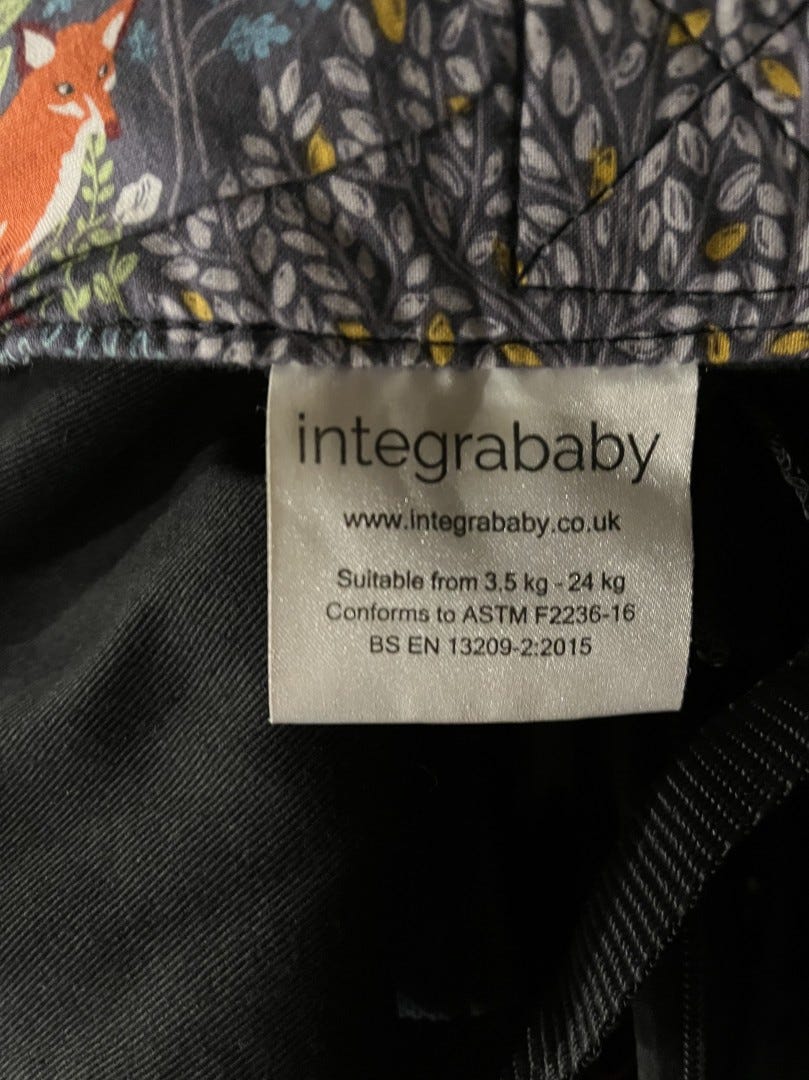 integrababy
www.integrababy.co.uk
Suitable from 3.5 kg - 24 kg
Conforms to ASTM F2236-16
BS EN 13209-2:2015